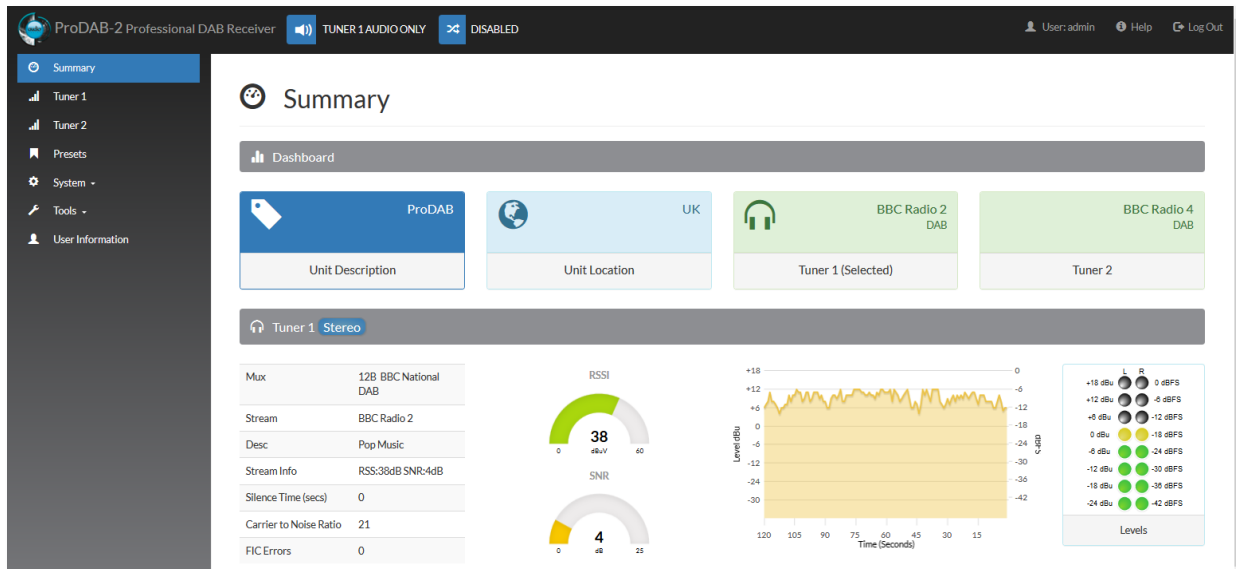 ProDAB-2 Professional DAB Receiver
TUNER 1 AUDIO ONLY
DISABLED
User: admin
Help
Log Out
Summary
Tuner 1
Tuner 2
Presets
System
Tools
User Information
Summary
Dashboard
ProDAB
Unit Description
UK
Unit Location
BBC Radio 2
DAB
Tuner 1 (Selected)
BBC Radio 4
DAB
Tuner 2
Tuner 1 Stereo
Mux 12B BBC National
DAB
Stream BBC Radio 2
Desc Pop Music
Stream Info RSS:38dB SNR:4dB
Silence Time (secs) 0
Carrier to Noise Ratio 21
FIC Errors 0
RSSI
38
0 dBuV 60
SNR
4
0 dB 25
Level dBu
+18
+12
+6
0
-6
-12
-24
-30
0
-6
-12
-18
-24
-30
-36
-42
120 105 90 75 60 45 30 15
Time (Seconds)
L R
+18 dBu 0 dBFS
+12 dBu -6 dBFS
+6 dBu -12 dBFS
0 dBu -18 dBFS
-6 dBu -24 dBFS
-12 dBu -30 dBFS
-18 dBu -36 dBFS
-24 dBu -42 dBFS
Levels